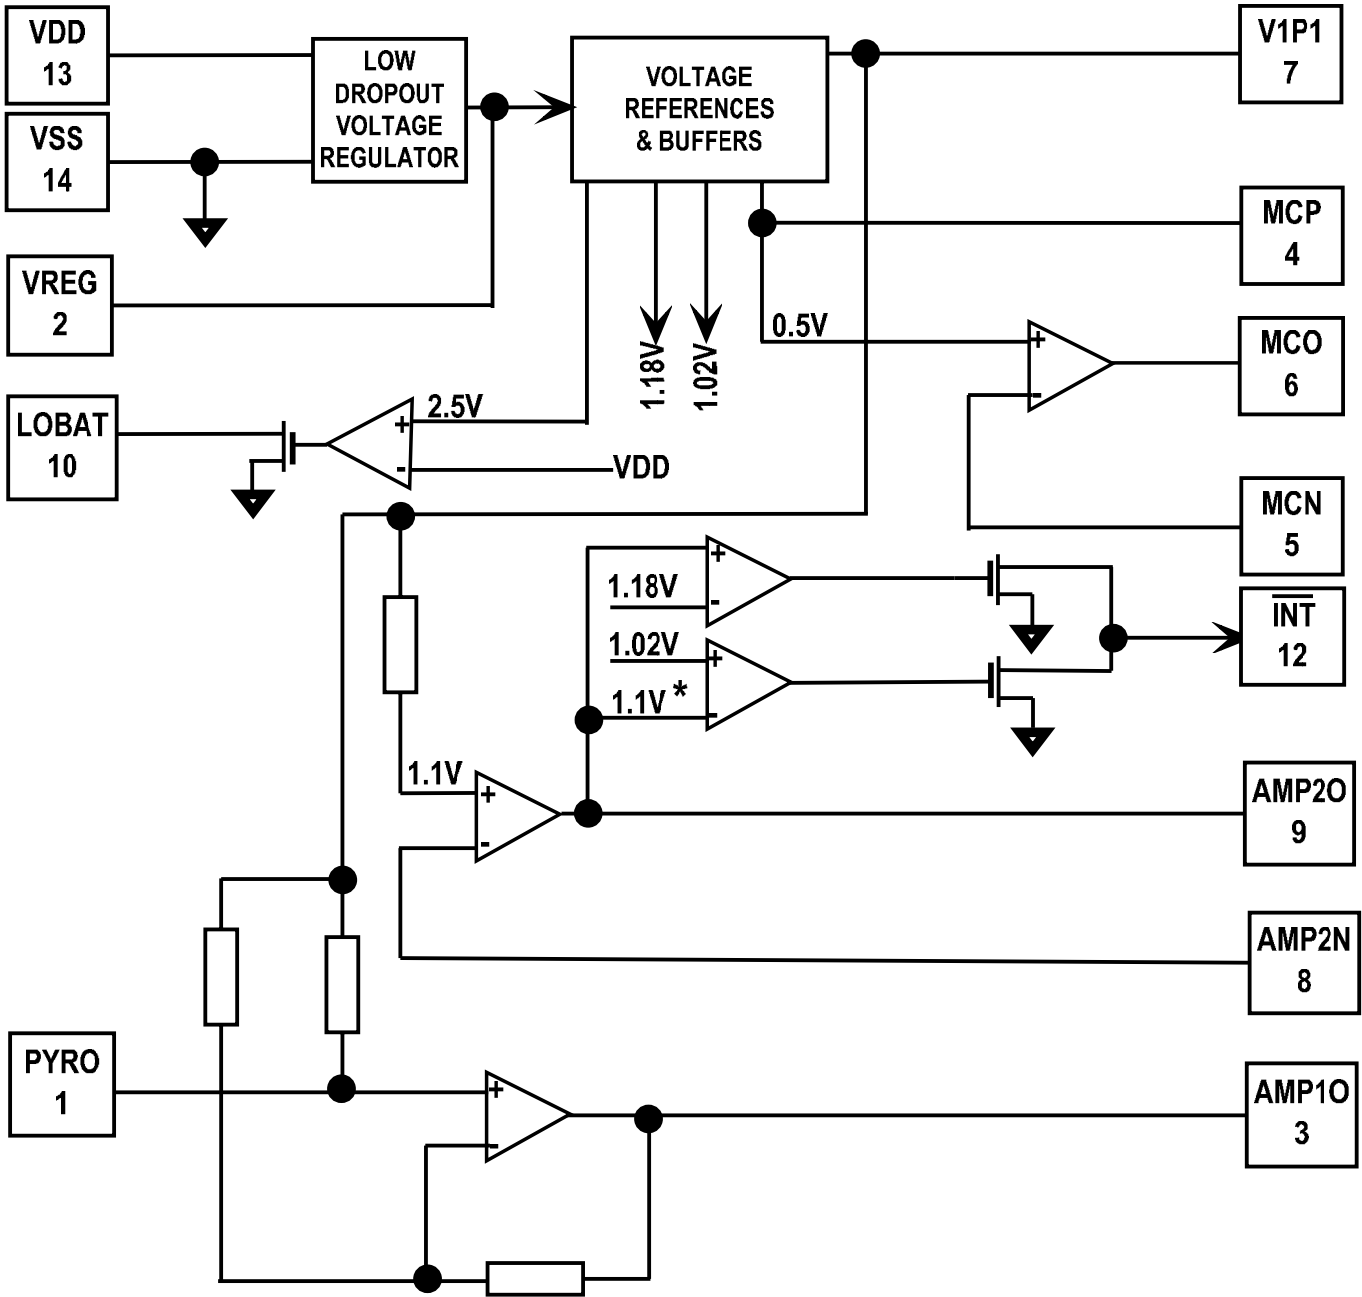 VDD
13
VSS
14
VREG
2
LOBAT
10
PYRO
1
LOW
DROPOUT
VOLTAGE
REGULATOR
VOLTAGE
REFERENCES
& BUFFERS
1.18V
1.02V
0.5V
2.5V
VDD
+
-
+
-
1.18V
1.02V
1.1V *
+
-
+
-
1.1V
+
-
+
-
V1P1
7
MCP
4
MCO
6
MCN
5
INT
12
AMP2O
9
AMP2N
8
AMP1O
3